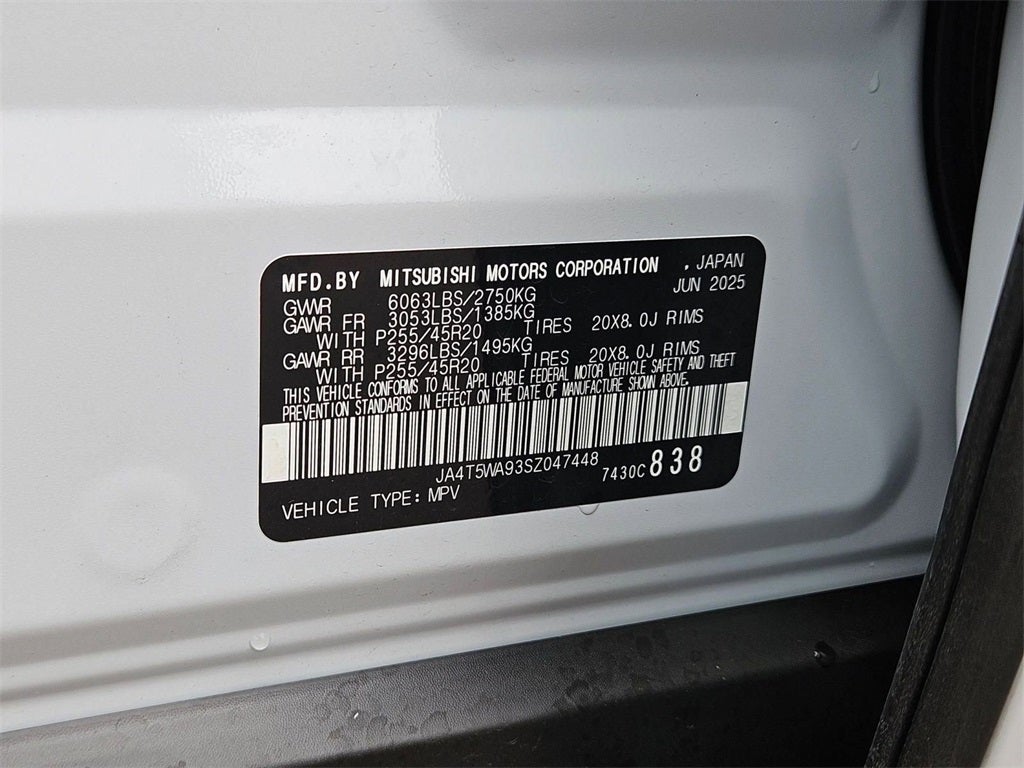 MFD.BY MITSUBISHI MOTORS CORPORATION , JAPAN
JUN 2025
GVWR 6063LBS/2750KG
GAWR FR 3053LBS/1385KG
WITH P255/45R20 TIRES 20X8.0J RIMS
GAWR RR 3296LBS/1495KG
WITH P255/45R20 TIRES 20X8.0J RIMS
THIS VEHICLE CONFORMS TO ALL APPLICABLE FEDERAL MOTOR VEHICLE SAFETY AND THEFT
PREVENTION STANDARDS IN EFFECT ON THE DATE OF MANUFACTURE SHOWN ABOVE.
JA4T5WA93SZ047448 7430C 838
VEHICLE TYPE: MPV